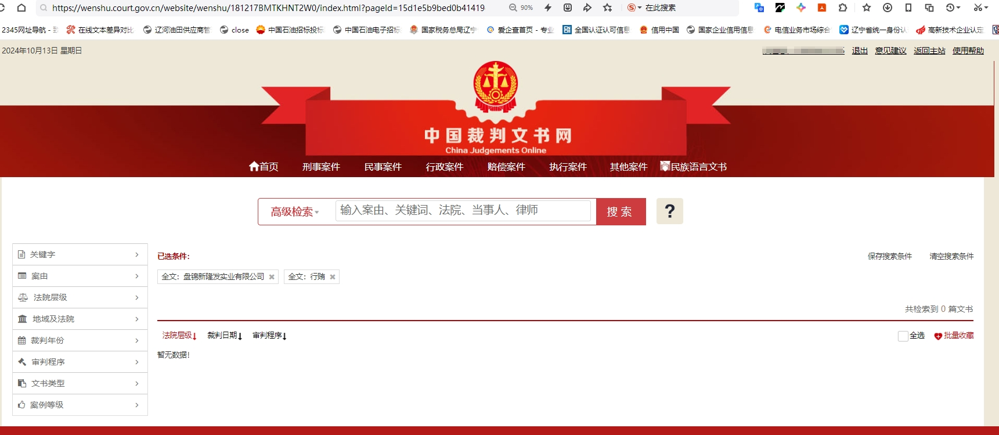 https://wenshu.court.gov.cn/website/wenshu/181217BMTKHNT2W0/index.html?pageId=15d1e5b9bed0b41419 90% 在此搜索
2345网址导航 - 在线文本差异对比 辽河油田供应商管 close 中国石油招标投标 中国石油电子招标 国家税务总局辽宁 爱企查首页 - 专业 全国认证认可信息 信用中国 国家企业信用信息 电信业务市场综合 辽宁省统一身份认 高新技术企业认定
2024年10月13日 星期日 退出 意见建议 返回主站 使用帮助
中国裁判文书网
China Judgements Online
首页 刑事案件 民事案件 行政案件 赔偿案件 执行案件 其他案件 民族语言文书
高级检索 输入案由、关键词、法院、当事人、律师 搜索 ?
关键字
案由
法院层级
地域及法院
裁判年份
审判程序
文书类型
案例等级
已选条件: 保存搜索条件 清空搜索条件
全文：盘锦新隆发实业有限公司 ✖ 全文：行贿 ✖
共检索到 0 篇文书
法院层级↓ 裁判日期↓ 审判程序↓ 全选 批量收藏
暂无数据!